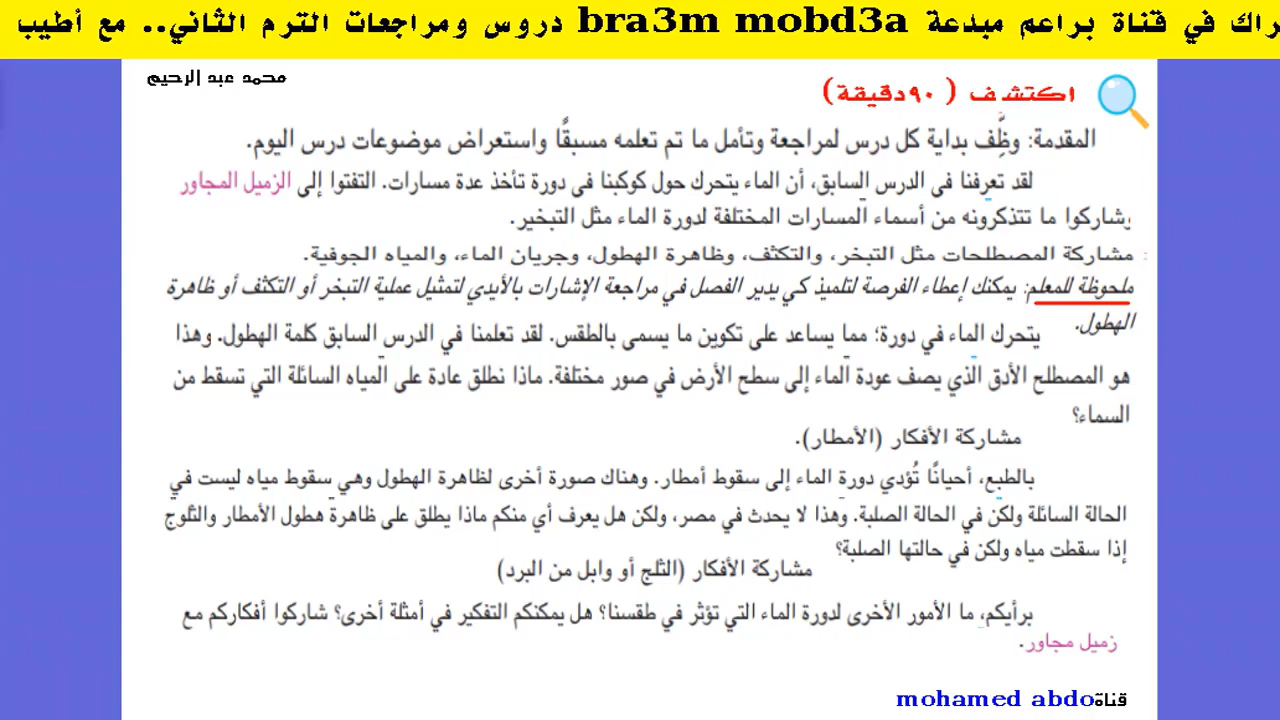 راك في قناة براعم مبدعة bra3m mobd3a دروس ومراجعات الترم الثاني.. مع أطيب
محمد عبد الرحيم
اكتشف ( ٩٠دقيقة)
المقدمة: وظِّف بداية كل درس لمراجعة وتأمل ما تم تعلمه مسبقًا واستعراض موضوعات درس اليوم.
لقد تعرفنا في الدرس السابق، أن الماء يتحرك حول كوكبنا في دورة تأخذ عدة مسارات. التفتوا إلى الزميل المجاور
وشاركوا ما تتذكرونه من أسماء المسارات المختلفة لدورة الماء مثل التبخير.
مشاركة المصطلحات مثل التبخر، والتكثف، وظاهرة الهطول، وجريان الماء، والمياه الجوفية.
ملحوظة للمعلم: يمكنك إعطاء الفرصة لتلميذ كي يدير الفصل في مراجعة الإشارات بالأيدي لتمثيل عملية التبخر أو التكثف أو ظاهرة
الهطول.
يتحرك الماء في دورة؛ مما يساعد على تكوين ما يسمى بالطقس. لقد تعلمنا في الدرس السابق كلمة الهطول. وهذا
هو المصطلح الأدق الذي يصف عودة الماء إلى سطح الأرض في صور مختلفة. ماذا نطلق عادة على المياه السائلة التي تسقط من
السماء؟
مشاركة الأفكار (الأمطار).
بالطبع، أحيانًا تُؤدي دورة الماء إلى سقوط أمطار. وهناك صورة أخرى لظاهرة الهطول وهي سقوط مياه ليست في
الحالة السائلة ولكن في الحالة الصلبة. وهذا لا يحدث في مصر، ولكن هل يعرف أي منكم ماذا يطلق على ظاهرة هطول الأمطار والثلوج
إذا سقطت مياه ولكن في حالتها الصلبة؟
مشاركة الأفكار (الثلج أو وابل من البرد)
برأيكم، ما الأمور الأخرى لدورة الماء التي تؤثر في طقسنا؟ هل يمكنكم التفكير في أمثلة أخرى؟ شاركوا أفكاركم مع
زميل مجاور.
قناة mohamed abdo